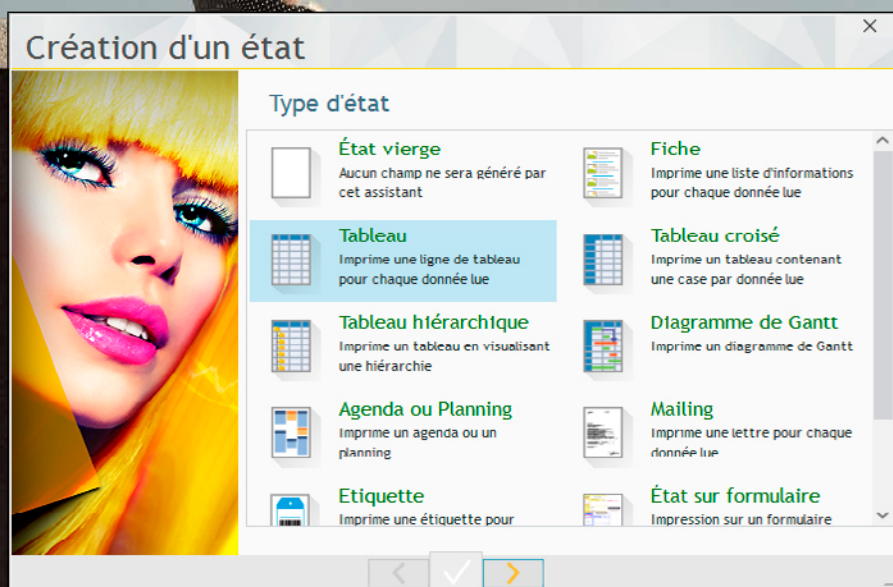 Création d'un état
Type d'état
État vierge
Aucun champ ne sera généré par
cet assistant
Fiche
Imprime une liste d'informations
pour chaque donnée lue
Tableau
Imprime une ligne de tableau
pour chaque donnée lue
Tableau croisé
Imprime un tableau contenant
une case par donnée lue
Tableau hiérarchique
Imprime un tableau en visualisant
une hiérarchie
Diagramme de Gantt
Imprime un diagramme de Gantt
Agenda ou Planning
Imprime un agenda ou un
planning
Mailing
Imprime une lettre pour chaque
donnée lue
Etiquette
Imprime une étiquette pour
État sur formulaire
Impression sur un formulaire